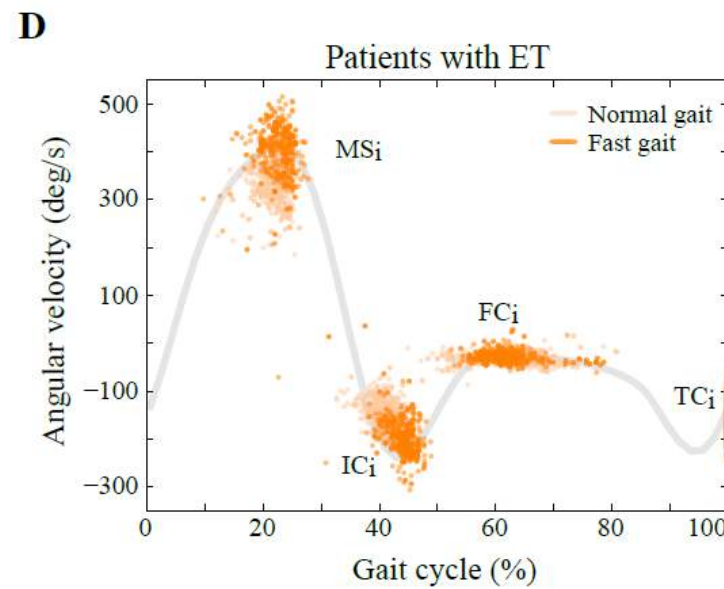 D
Patients with ET
500
300
100
−100
−300
Angular velocity (deg/s)
Normal gait
Fast gait
MSi
FCi
ICi
TCi
0
20
40
60
80
100
Gait cycle (%)